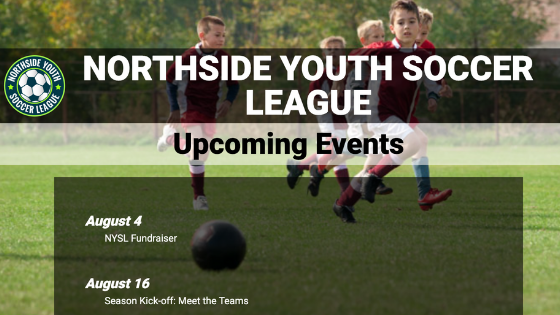 NORTHSIDE YOUTH
SOCCER LEAGUE
NORTHSIDE YOUTH SOCCER
LEAGUE
Upcoming Events
August 4
NYSL Fundraiser
August 16
Season Kick-off: Meet the Teams